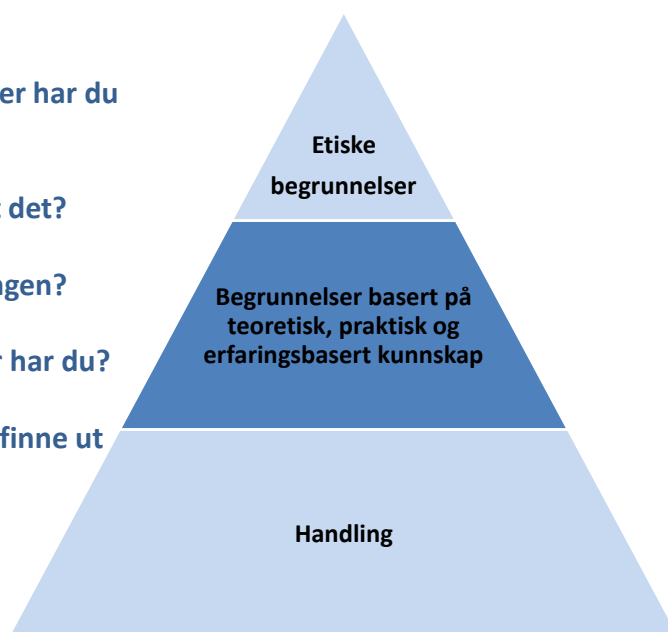 er har du
det?
gen?
r har du?
finne ut
Etiske
begrunnelser
Begrunnelser basert på
teoretisk, praktisk og
erfaringsbasert kunnskap
Handling